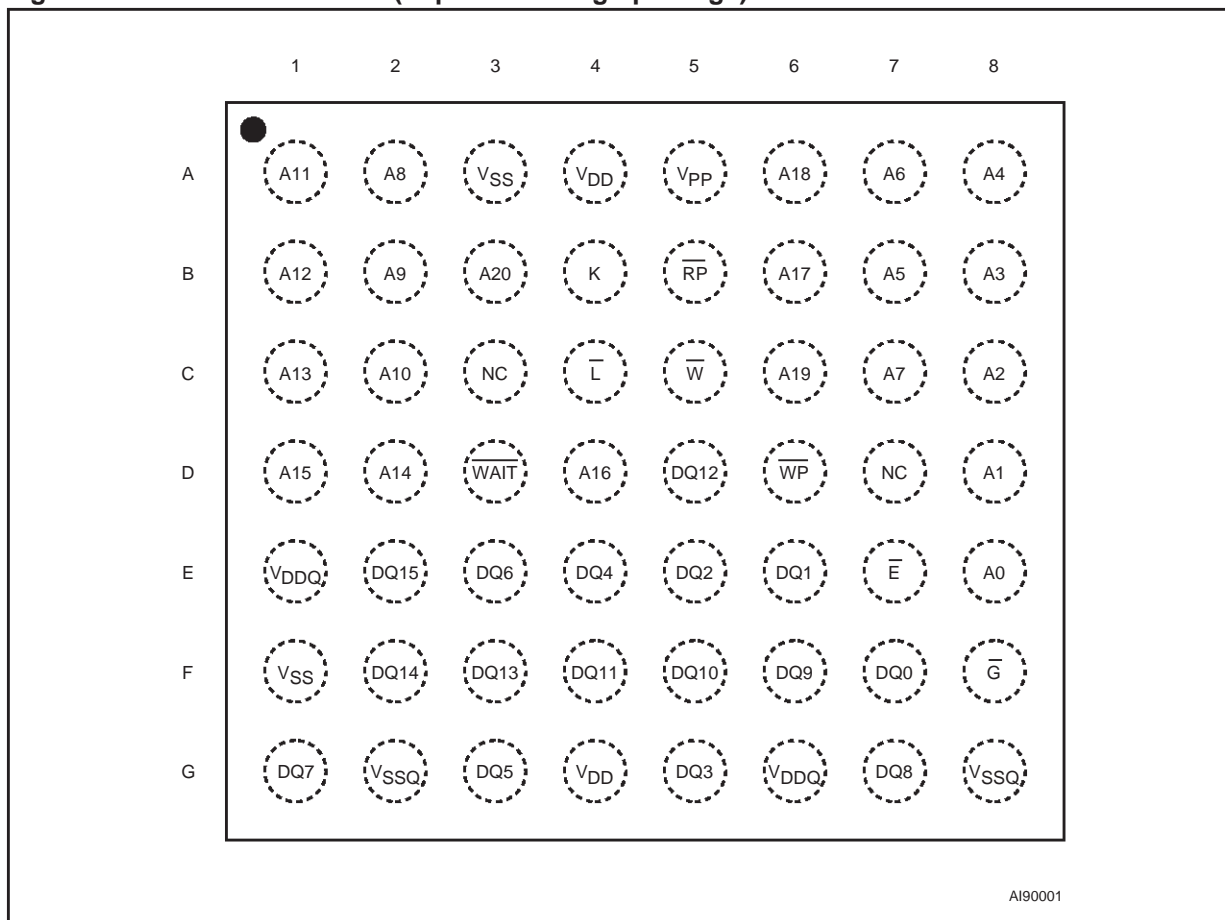 1 2 3 4 5 6 7 8
A A11 A8 VSS VDD VPP A18 A6 A4
B A12 A9 A20 K R̅P̅ A17 A5 A3
C A13 A10 NC L̅ W̅ A19 A7 A2
D A15 A14 W̅A̅I̅T̅ A16 DQ12 W̅P̅ NC A1
E VDDQ DQ15 DQ6 DQ4 DQ2 DQ1 E̅ A0
F VSS DQ14 DQ13 DQ11 DQ10 DQ9 DQ0 G̅
G DQ7 VSSQ DQ5 VDD DQ3 VDDQ DQ8 VSSQ
AI90001